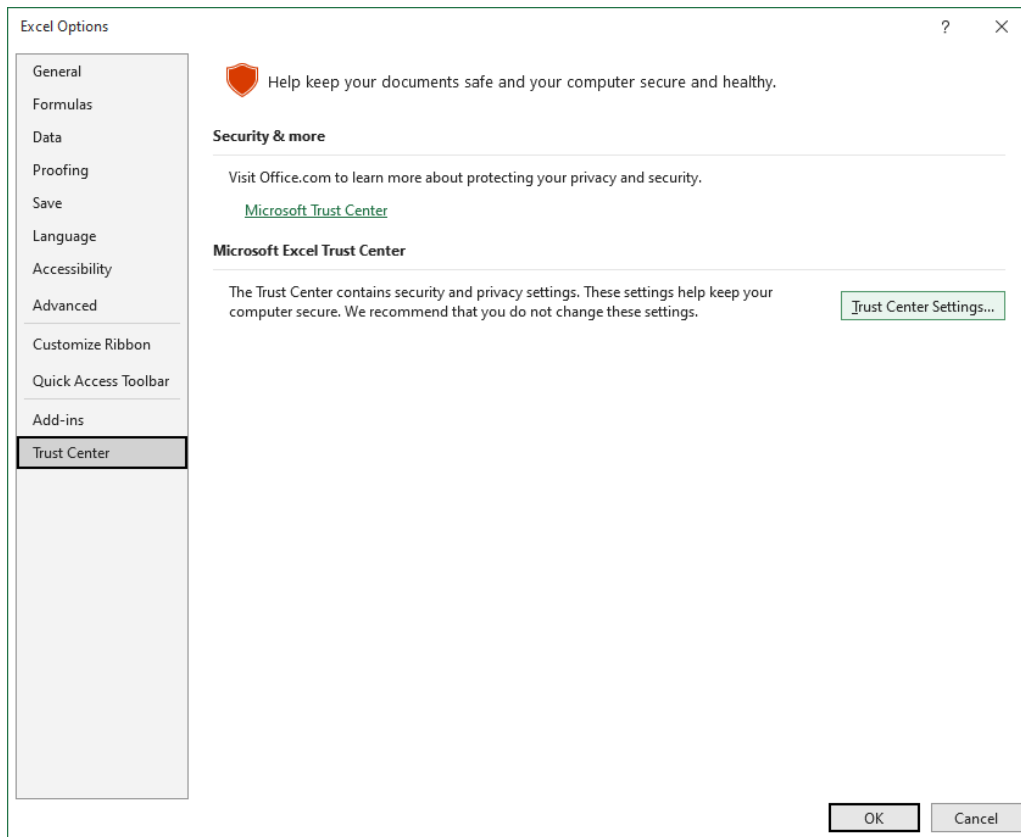 Excel Options
?
General
Formulas
Data
Proofing
Save
Language
Accessibility
Advanced
Customize Ribbon
Quick Access Toolbar
Add-ins
Trust Center
Help keep your documents safe and your computer secure and healthy.
Security & more
Visit Office.com to learn more about protecting your privacy and security.
Microsoft Trust Center
Microsoft Excel Trust Center
The Trust Center contains security and privacy settings. These settings help keep your
computer secure. We recommend that you do not change these settings.
Trust Center Settings...
OK
Cancel